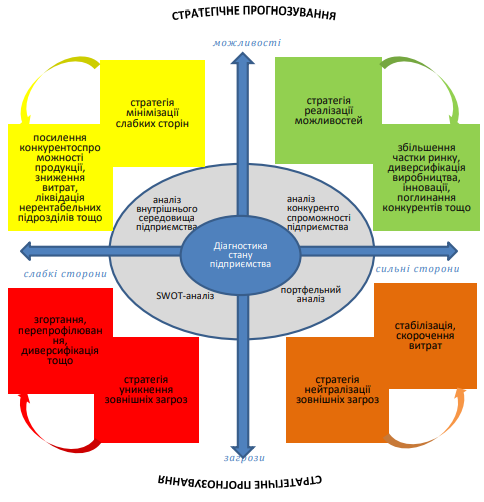 СТРАТЕГІЧНЕ ПРОГНОЗУВАННЯ
можливості
стратегія
мінімізації
слабких сторін
посилення
конкурентоспро
можності
продукції,
зниження
витрат,
ліквідація
нерентабельних
підрозділів тощо
стратегія
реалізації
можливостей
збільшення
частки ринку,
диверсифікація
виробництва,
інновації,
поглинання
конкурентів тощо
аналіз
внутрішнього
середовища
підприємства
аналіз
конкуренто
спроможності
підприємства
Діагностика
стану
підприємства
слабкі сторони
сильні сторони
SWOT-аналіз
портфельний
аналіз
згортання,
перепрофілюван
ня,
диверсифікація
тощо
стратегія
уникнення
зовнішніх загроз
стабілізація,
скорочення
витрат
стратегія
нейтралізації
зовнішніх загроз
загрози
СТРАТЕГІЧНЕ ПРОГНОЗУВАННЯ